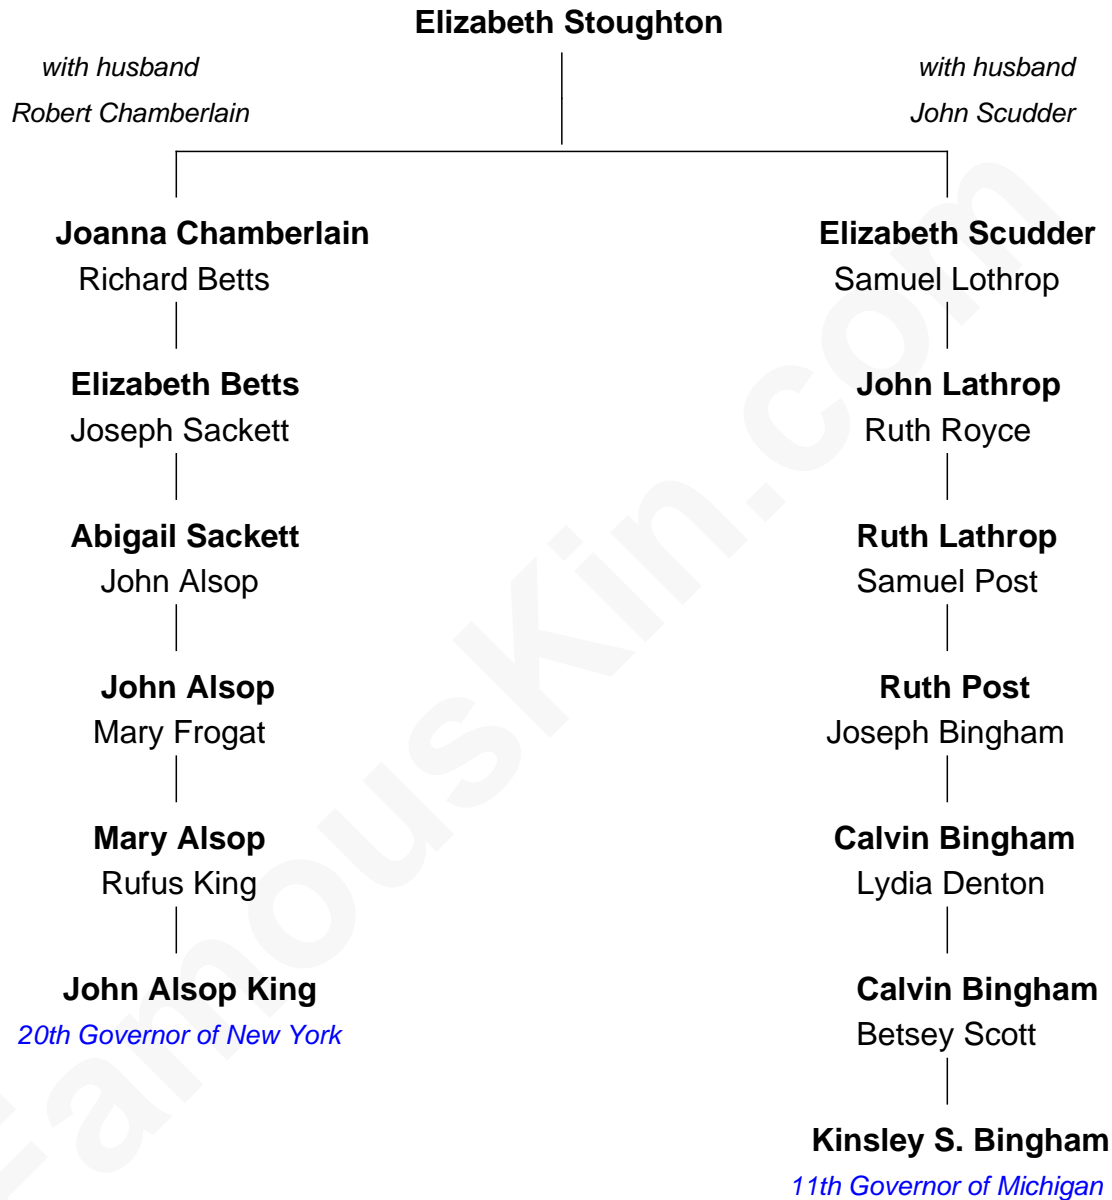 Elizabeth Stoughton
with husband
Robert Chamberlain
with husband
John Scudder
Joanna Chamberlain
Richard Betts
Elizabeth Scudder
Samuel Lothrop
Elizabeth Betts
Joseph Sackett
John Lathrop
Ruth Royce
Abigail Sackett
John Alsop
Ruth Lathrop
Samuel Post
John Alsop
Mary Frogat
Ruth Post
Joseph Bingham
Mary Alsop
Rufus King
Calvin Bingham
Lydia Denton
John Alsop King
20th Governor of New York
Calvin Bingham
Betsey Scott
Kinsley S. Bingham
11th Governor of Michigan
FamousKin.com